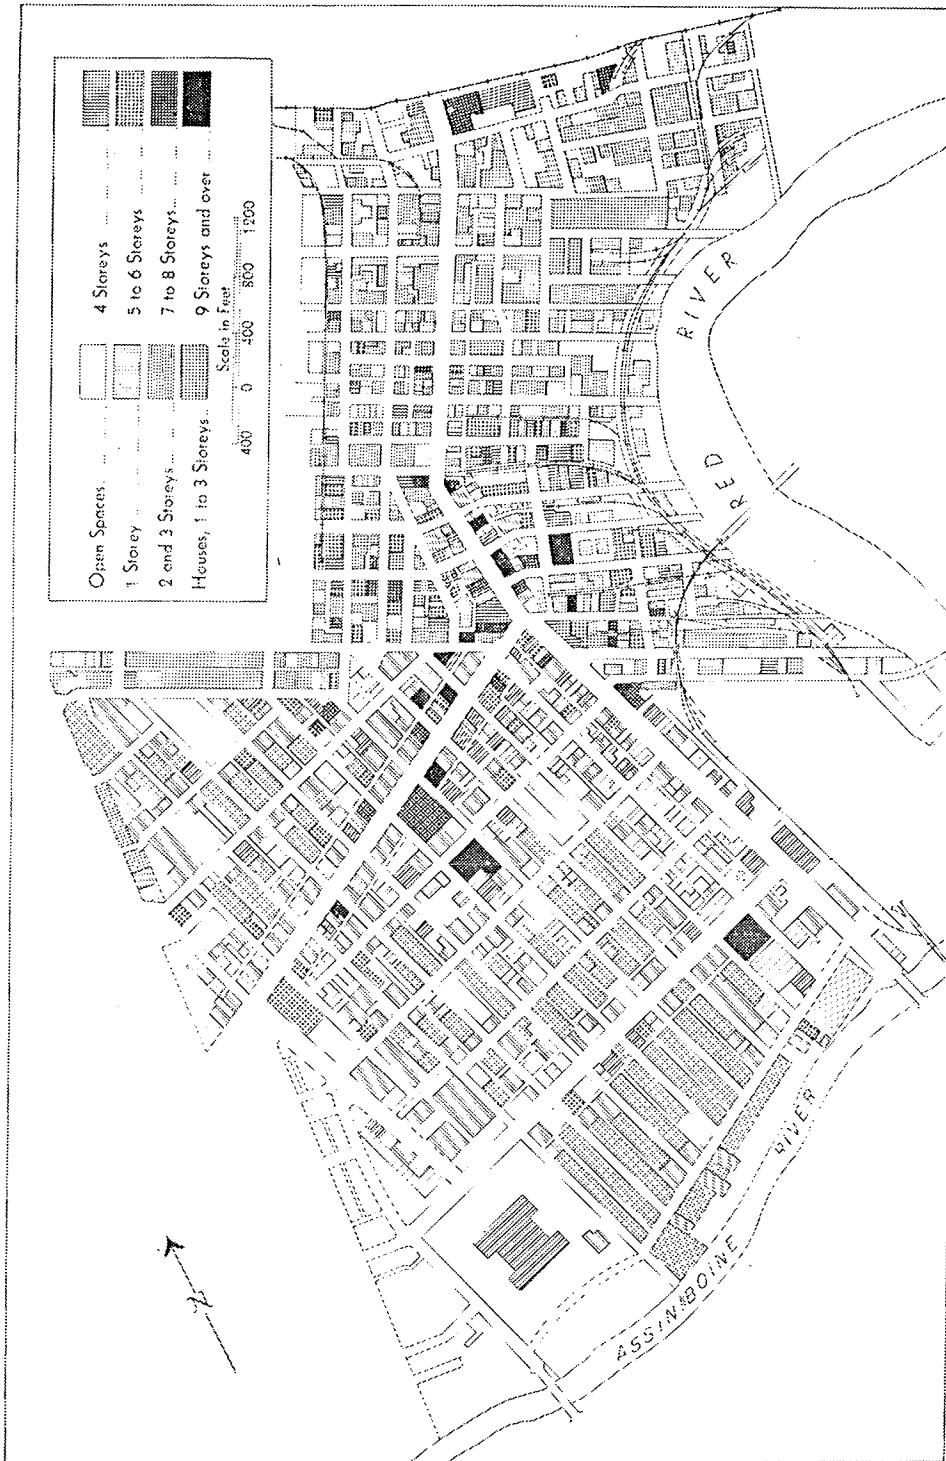 Open Spaces
1 Storey
2 and 3 Storeys
Houses, 1 to 3 Storeys
4 Storeys
5 to 6 Storeys
7 to 8 Storeys
9 Storeys and over
Scale in Feet
400 0 400 800 1200
RED RIVER
ASSINIBOINE RIVER
N